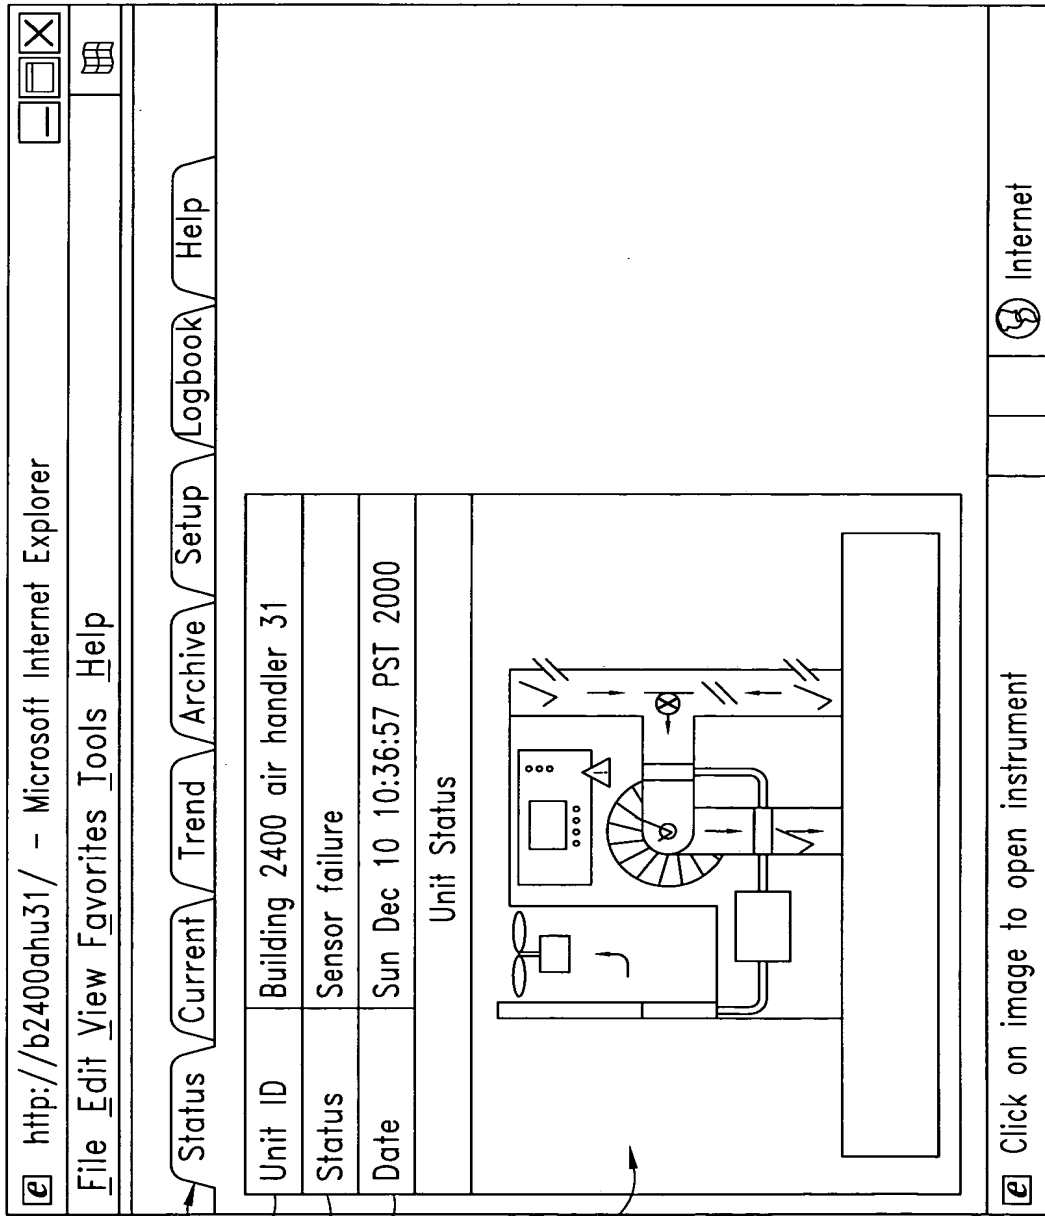 http://b2400ahu31/ – Microsoft Internet Explorer
File Edit View Favorites Tools Help
Status Current Trend Archive Setup Logbook Help
Unit ID Building 2400 air handler 31
Status Sensor failure
Date Sun Dec 10 10:36:57 PST 2000
Unit Status
Click on image to open instrument Internet